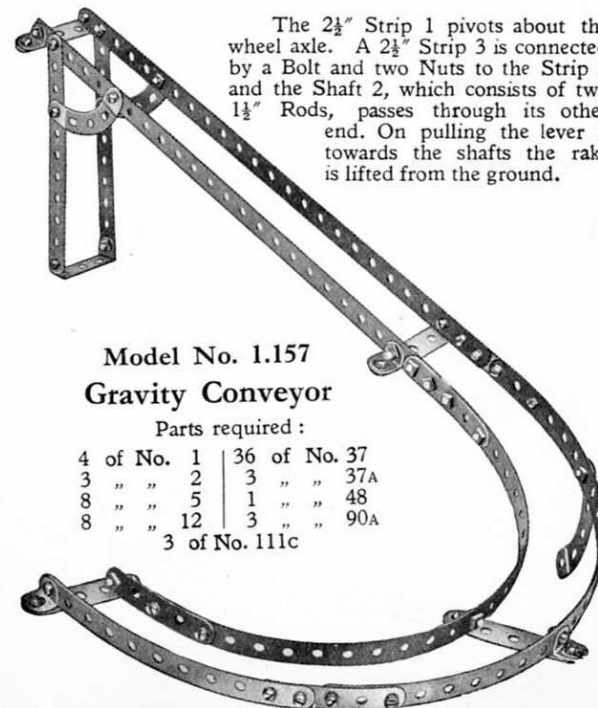 The 2½″ Strip 1 pivots about th
wheel axle. A 2½″ Strip 3 is connecte
by a Bolt and two Nuts to the Strip
and the Shaft 2, which consists of tw
1½″ Rods, passes through its othe
end. On pulling the lever
towards the shafts the rak
is lifted from the ground.
Model No. 1.157
Gravity Conveyor
Parts required :
4 of No. 1 | 36 of No. 37
3 „ „ 2 | 3 „ „ 37A
8 „ „ 5 | 1 „ „ 48
8 „ „ 12 | 3 „ „ 90A
3 of No. 111c